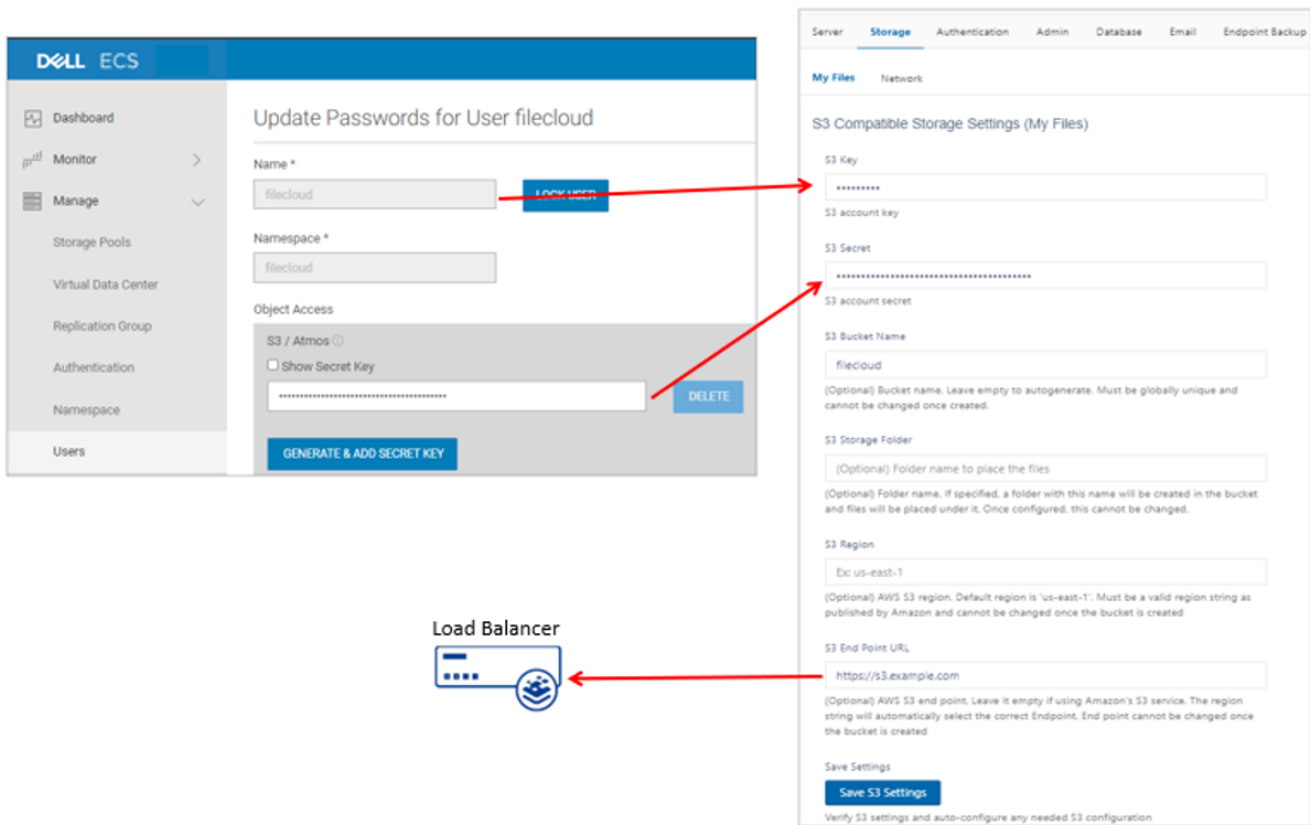 DELL ECS
Dashboard
Monitor
Manage
Storage Pools
Virtual Data Center
Replication Group
Authentication
Namespace
Users
Update Passwords for User filecloud
Name *
filecloud
LOCK USER
Namespace *
filecloud
Object Access
S3 / Atmos
Show Secret Key
DELETE
GENERATE & ADD SECRET KEY
Load Balancer
Server Storage Authentication Admin Database Email Endpoint Backup
My Files Network
S3 Compatible Storage Settings (My Files)
S3 Key
•••••••••
S3 account key
S3 Secret
S3 account secret
S3 Bucket Name
filecloud
(Optional) Bucket name. Leave empty to autogenerate. Must be globally unique and
cannot be changed once created.
S3 Storage Folder
(Optional) Folder name to place the files
(Optional) Folder name. If specified, a folder with this name will be created in the bucket
and files will be placed under it. Once configured, this cannot be changed.
S3 Region
Ex: us-east-1
(Optional) AWS S3 region. Default region is 'us-east-1'. Must be a valid region string as
published by Amazon and cannot be changed once the bucket is created
S3 End Point URL
https://s3.example.com
(Optional) AWS S3 end point. Leave it empty if using Amazon's S3 service. The region
string will automatically select the correct Endpoint. End point cannot be changed once
the bucket is created
Save Settings
Save S3 Settings
Verify S3 settings and auto-configure any needed S3 configuration